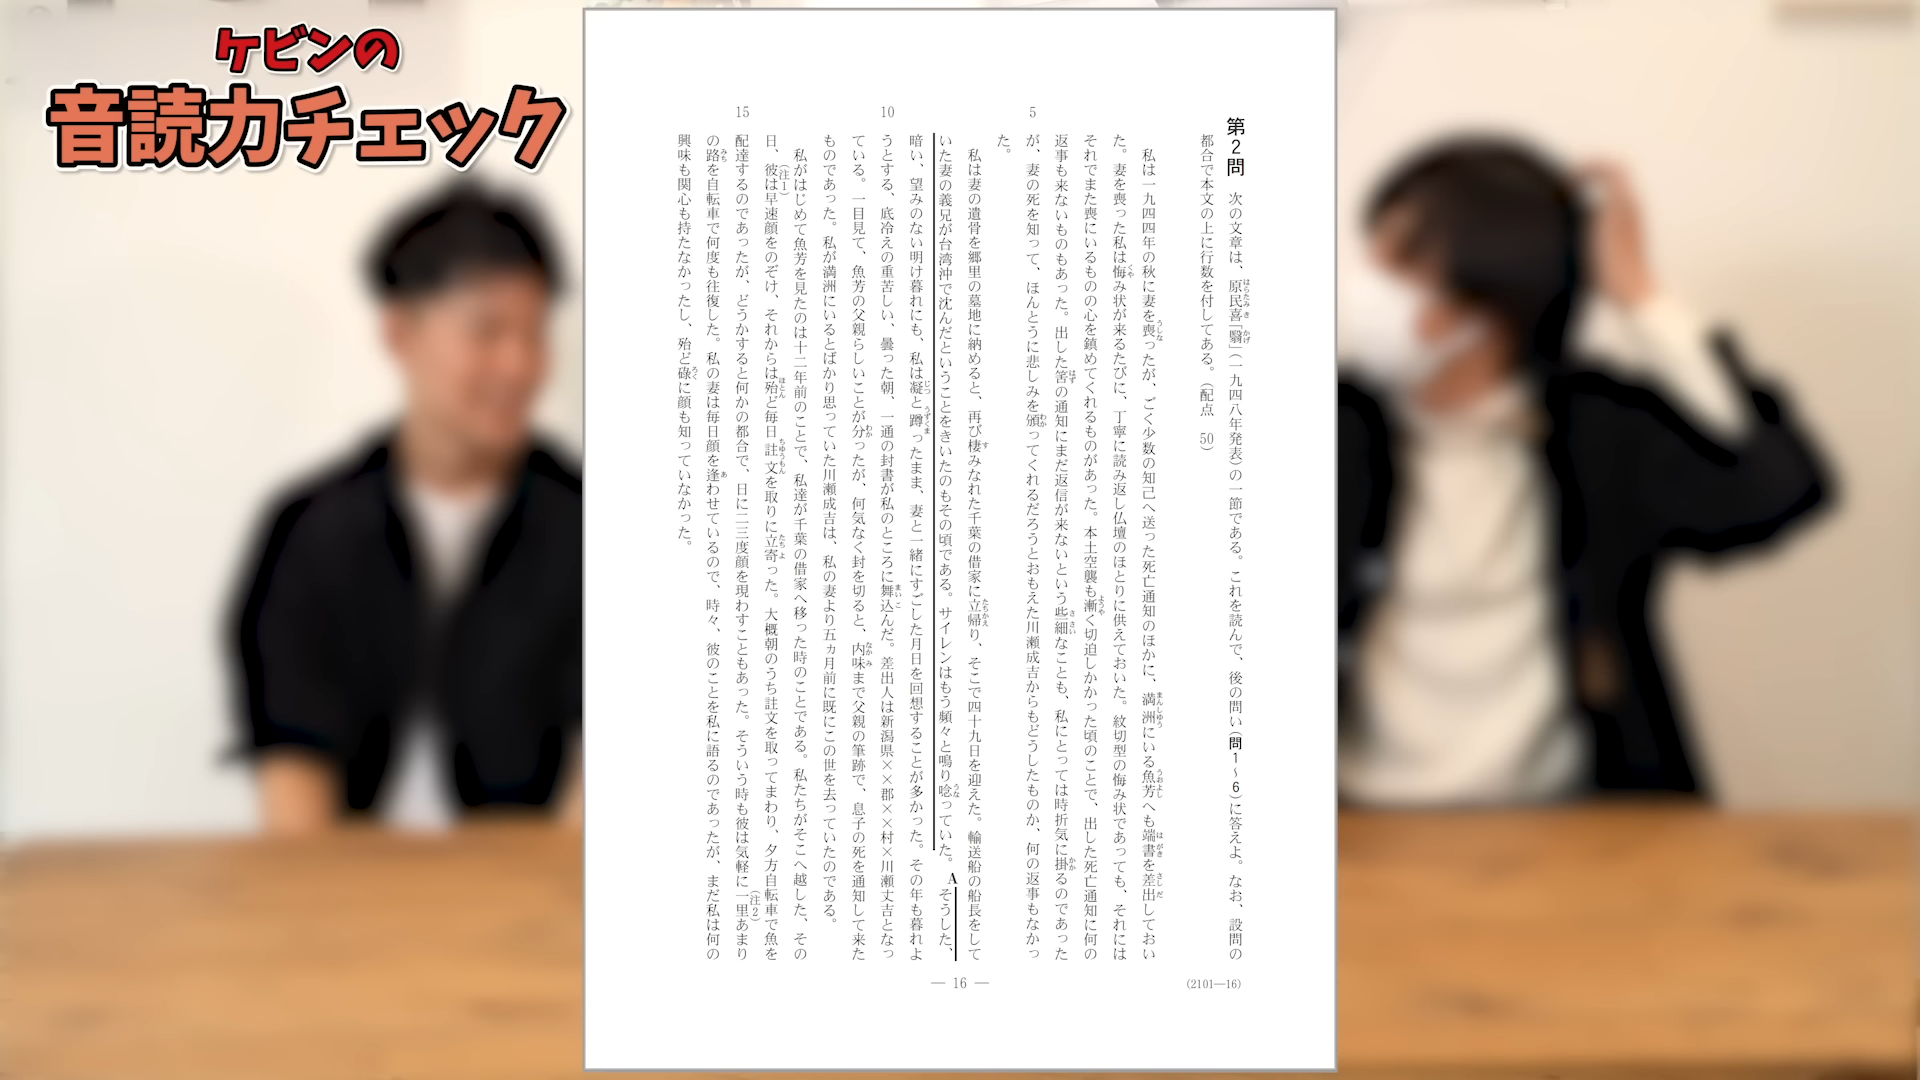 ケビンの
音読力チェック
第2問　次の文章は、原民喜「翳」(一九四八年発表)の一節である。これを読んで、後の問い(問1～6)に答えよ。なお、設問の
都合で本文の上に行数を付してある。(配点　50)
私は一九四四年の秋に妻を喪ったが、ごく少数の知己へ送った死亡通知のほかに、満洲にいる魚芳へも端書を差出しておい
た。妻を喪った私は悔み状が来るたびに、丁寧に読み返し仏壇のほとりに供えておいた。紋切型の悔み状であっても、それには
それでまた喪にいるものの心を鎮めてくれるものがあった。本土空襲も漸く切迫しかかった頃のことで、出した死亡通知に何の
返事も来ないものもあった。出した筈の通知にまだ返信が来ないという些細なことも、私にとっては時折気に掛るのであった
5
が、妻の死を知って、ほんとうに悲しみを頒ってくれるだろうとおもえた川瀬成吉からもどうしたものか、何の返事もなかっ
た。
私は妻の遺骨を郷里の墓地に納めると、再び棲みなれた千葉の借家に立帰り、そこで四十九日を迎えた。輸送船の船長をして
いた妻の義兄が台湾沖で沈んだということをきいたのもその頃である。サイレンはもう頻々と鳴り唸っていた。Aそうした、
暗い、望みのない明け暮れにも、私は凝と蹲ったまま、妻と一緒にすごした月日を回想することが多かった。その年も暮れよ
10
うとする、底冷えの重苦しい、曇った朝、一通の封書が私のところに舞込んだ。差出人は新潟県××郡××村×川瀬丈吉となっ
ている。一目見て、魚芳の父親らしいことが分ったが、何気なく封を切ると、内味まで父親の筆跡で、息子の死を通知して来た
ものであった。私が満洲にいるとばかり思っていた川瀬成吉は、私の妻より五ヵ月前に既にこの世を去っていたのである。
私がはじめて魚芳を見たのは十二年前のことで、私達が千葉の借家へ移った時のことである。私たちがそこへ越した、その
日、彼は早速顔をのぞけ、それからは殆ど毎日註文を取りに立寄った。大概朝のうち註文を取ってまわり、夕方自転車で魚を
(注1)
15
配達するのであったが、どうかすると何かの都合で、日に二三度顔を現わすこともあった。そういう時も彼は気軽に一里あまり
(注2)
の路を自転車で何度も往復した。私の妻は毎日顔を逢わせているので、時々、彼のことを私に語るのであったが、まだ私は何の
興味も関心も持たなかったし、殆ど碌に顔も知っていなかった。
— 16 —
(2101—16)